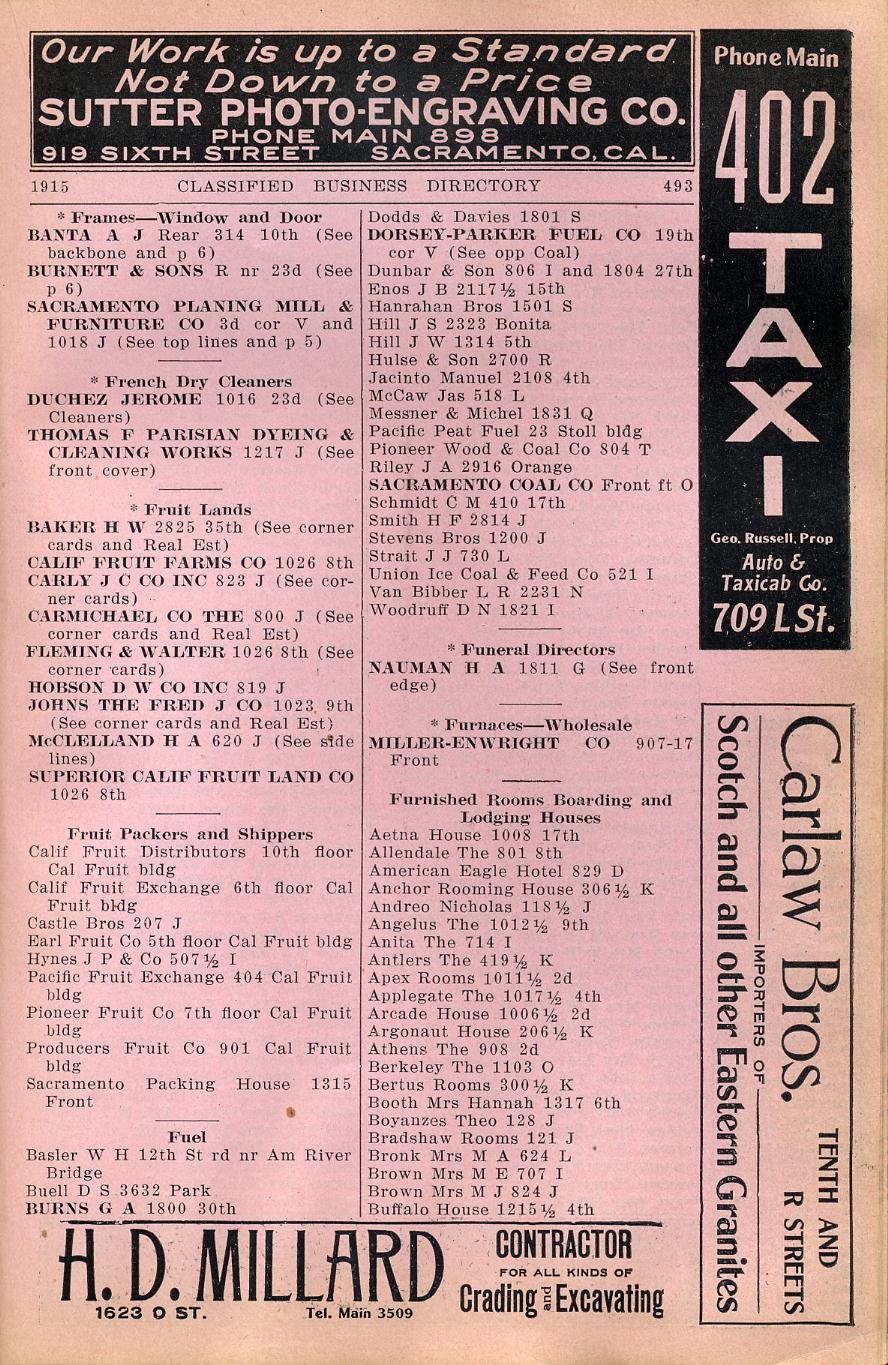 Our Work is up to a Standard
Not Down to a Price
SUTTER PHOTO-ENGRAVING CO.
PHONE MAIN 898
919 SIXTH STREET SACRAMENTO, CAL.
1915 CLASSIFIED BUSINESS DIRECTORY 493
* Frames—Window and Door
BANTA A J Rear 314 10th (See
backbone and p 6)
BURNETT & SONS R nr 23d (See
p 6)
SACRAMENTO PLANING MILL &
FURNITURE CO 3d cor V and
1018 J (See top lines and p 5)
* French Dry Cleaners
DUCHEZ JEROME 1016 23d (See
Cleaners)
THOMAS F PARISIAN DYEING &
CLEANING WORKS 1217 J (See
front cover)
* Fruit Lands
BAKER H W 2825 35th (See corner
cards and Real Est)
CALIF FRUIT FARMS CO 1026 8th
CARLY J C CO INC 823 J (See cor-
ner cards)
CARMICHAEL CO THE 800 J (See
corner cards and Real Est)
FLEMING & WALTER 1026 8th (See
corner cards)
HOBSON D W CO INC 819 J
JOHNS THE FRED J CO 1023 9th
(See corner cards and Real Est)
McCLELLAND H A 620 J (See side
lines)
SUPERIOR CALIF FRUIT LAND CO
1026 8th
Fruit Packers and Shippers
Calif Fruit Distributors 10th floor
Cal Fruit bldg
Calif Fruit Exchange 6th floor Cal
Fruit bldg
Castle Bros 207 J
Earl Fruit Co 5th floor Cal Fruit bldg
Hynes J P & Co 507½ I
Pacific Fruit Exchange 404 Cal Fruit
bldg
Pioneer Fruit Co 7th floor Cal Fruit
bldg
Producers Fruit Co 901 Cal Fruit
bldg
Sacramento Packing House 1315
Front
Fuel
Basler W H 12th St rd nr Am River
Bridge
Buell D S 3632 Park
BURNS G A 1800 30th
Dodds & Davies 1801 S
DORSEY-PARKER FUEL CO 19th
cor V (See opp Coal)
Dunbar & Son 806 I and 1804 27th
Enos J B 2117½ 15th
Hanrahan Bros 1501 S
Hill J S 2323 Bonita
Hill J W 1314 5th
Hulse & Son 2700 R
Jacinto Manuel 2108 4th
McCaw Jas 518 L
Messner & Michel 1831 Q
Pacific Peat Fuel 23 Stoll bldg
Pioneer Wood & Coal Co 804 T
Riley J A 2916 Orange
SACRAMENTO COAL CO Front ft O
Schmidt C M 410 17th
Smith H F 2814 J
Stevens Bros 1200 J
Strait J J 730 L
Union Ice Coal & Feed Co 521 I
Van Bibber L R 2231 N
Woodruff D N 1821 I
* Funeral Directors
NAUMAN H A 1811 G (See front
edge)
* Furnaces—Wholesale
MILLER-ENWRIGHT CO 907-17
Front
Furnished Rooms Boarding and
Lodging Houses
Aetna House 1008 17th
Allendale The 801 8th
American Eagle Hotel 829 D
Anchor Rooming House 306½ K
Andreo Nicholas 118½ J
Angelus The 1012½ 9th
Anita The 714 I
Antlers The 419½ K
Apex Rooms 1011½ 2d
Applegate The 1017½ 4th
Arcade House 1006½ 2d
Argonaut House 206½ K
Athens The 908 2d
Berkeley The 1103 O
Bertus Rooms 300½ K
Booth Mrs Hannah 1317 6th
Boyanzes Theo 128 J
Bradshaw Rooms 121 J
Bronk Mrs M A 624 L
Brown Mrs M E 707 I
Brown Mrs M J 824 J
Buffalo House 1215½ 4th
Phone Main
402
TAXI
Geo. Russell, Prop
Auto &
Taxicab Co.
709 L St.
Carlaw Bros. TENTH AND
R STREETS
IMPORTERS OF
Scotch and all other Eastern Granites
H. D. MILLARD
1623 O ST. Tel. Main 3509
CONTRACTOR
FOR ALL KINDS OF
Crading and Excavating